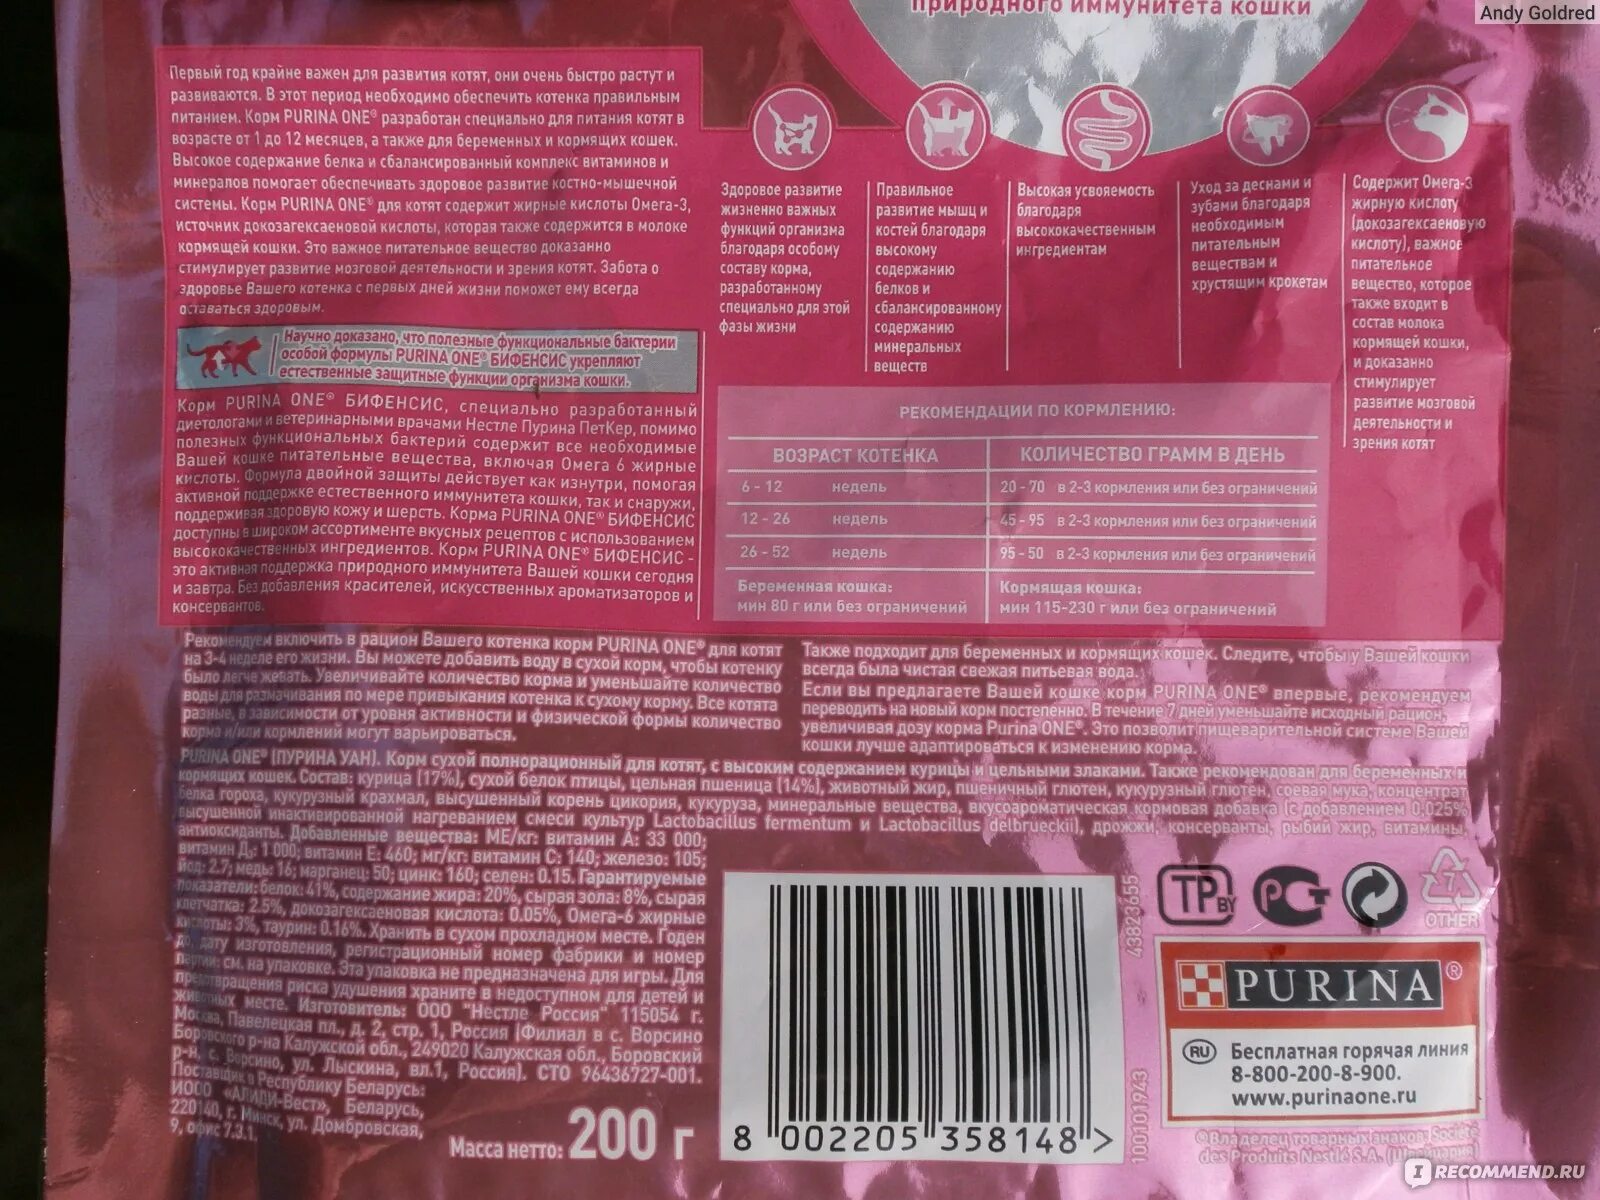 Andy Goldred
природного иммунитета кошки
Первый год крайне важен для развития котят, они очень быстро растут и
развиваются. В этот период необходимо обеспечить котенка правильным
питанием. Корм PURINA ONE® разработан специально для питания котят в
возрасте от 1 до 12 месяцев, а также для беременных и кормящих кошек.
Высокое содержание белка и сбалансированный комплекс витаминов и
минералов помогает обеспечивать здоровое развитие костно-мышечной
системы. Корм PURINA ONE® для котят содержит жирные кислоты Омега-3,
источник докозагексаеновой кислоты, которая также содержится в молоке
кормящей кошки. Это важное питательное вещество доказанно
стимулирует развитие мозговой деятельности и зрения котят. Забота о
здоровье Вашего котенка с первых дней жизни поможет ему всегда
оставаться здоровым.
Научно доказано, что полезные функциональные бактерии
особой формулы PURINA ONE® БИФЕНСИС укрепляют
естественные защитные функции организма кошки.
Корм PURINA ONE® БИФЕНСИС, специально разработанный
диетологами и ветеринарными врачами Нестле Пурина ПетКер, помимо
полезных функциональных бактерий содержит все необходимые
Вашей кошке питательные вещества, включая Омега 6 жирные
кислоты. Формула двойной защиты действует как изнутри, помогая
активной поддержке естественного иммунитета кошки, так и снаружи,
поддерживая здоровую кожу и шерсть. Корма PURINA ONE® БИФЕНСИС
доступны в широком ассортименте вкусных рецептов с использованием
высококачественных ингредиентов. Корм PURINA ONE® БИФЕНСИС -
это активная поддержка природного иммунитета Вашей кошки сегодня
и завтра. Без добавления красителей, искусственных ароматизаторов и
консервантов.
Здоровое развитие
жизненно важных
функций организма
благодаря особому
составу корма,
разработанному
специально для этой
фазы жизни
Правильное
развитие мышц и
костей благодаря
высокому
содержанию
белков и
сбалансированному
содержанию
минеральных
веществ
Высокая усвояемость
благодаря
высококачественным
ингредиентам
Уход за деснами и
зубами благодаря
необходимым
питательным
веществам и
хрустящим крокетам
Содержит Омега-3
жирную кислоту
(докозагексаеновую
кислоту), важное
питательное
вещество, которое
также входит в
состав молока
кормящей кошки,
и доказанно
стимулирует
развитие мозговой
деятельности и
зрения котят
РЕКОМЕНДАЦИИ ПО КОРМЛЕНИЮ:
ВОЗРАСТ КОТЕНКА КОЛИЧЕСТВО ГРАММ В ДЕНЬ
6 - 12 недель 20 - 70 в 2-3 кормления или без ограничений
12 - 26 недель 45 - 95 в 2-3 кормления или без ограничений
26 - 52 недель 95 - 50 в 2-3 кормления или без ограничений
Беременная кошка:
мин 80 г или без ограничений
Кормящая кошка:
мин 115-230 г или без ограничений
Рекомендуем включить в рацион Вашего котенка корм PURINA ONE® для котят
на 3-4 неделе его жизни. Вы можете добавить воду в сухой корм, чтобы котенку
было легче жевать. Увеличивайте количество корма и уменьшайте количество
воды для размачивания по мере привыкания котенка к сухому корму. Все котята
разные, в зависимости от уровня активности и физической формы количество
корма и/или кормлений могут варьироваться.
Также подходит для беременных и кормящих кошек. Следите, чтобы у Вашей кошки
всегда была чистая свежая питьевая вода.
Если вы предлагаете Вашей кошке корм PURINA ONE® впервые, рекомендуем
переводить на новый корм постепенно. В течение 7 дней уменьшайте исходный рацион,
увеличивая дозу корма Purina ONE®. Это позволит пищеварительной системе Вашей
кошки лучше адаптироваться к изменению корма.
PURINA ONE® (ПУРИНА УАН). Корм сухой полнорационный для котят, с высоким содержанием курицы и цельными злаками. Также рекомендован для беременных и
кормящих кошек. Состав: курица (17%), сухой белок птицы, цельная пшеница (14%), животный жир, пшеничный глютен, кукурузный глютен, соевая мука, концентрат
белка гороха, кукурузный крахмал, высушенный корень цикория, кукуруза, минеральные вещества, вкусоароматическая кормовая добавка (с добавлением 0,025%
высушенной инактивированной нагреванием смеси культур Lactobacillus fermentum и Lactobacillus delbrueckii), дрожжи, консерванты, рыбий жир, витамины,
антиоксиданты. Добавленные вещества: МЕ/кг: витамин А: 33 000;
витамин Д₃: 1 000; витамин Е: 460; мг/кг: витамин С: 140; железо: 105;
йод: 2.7; медь: 16; марганец: 50; цинк: 160; селен: 0.15. Гарантируемые
показатели: белок: 41%, содержание жира: 20%, сырая зола: 8%, сырая
клетчатка: 2.5%, докозагексаеновая кислота: 0.05%, Омега-6 жирные
кислоты: 3%, таурин: 0.16%. Хранить в сухом прохладном месте. Годен
до, дату изготовления, регистрационный номер фабрики и номер
партии: см. на упаковке. Эта упаковка не предназначена для игры. Для
предотвращения риска удушения храните в недоступном для детей и
животных месте. Изготовитель: ООО "Нестле Россия" 115054 г.
Москва, Павелецкая пл., д. 2, стр. 1, Россия (Филиал в с. Ворсино
Боровского р-на Калужской обл., 249020 Калужская обл., Боровский
р-н, с. Ворсино, ул. Лыскина, вл.1, Россия). СТО 96436727-001.
Поставщик в Республику Беларусь:
ИООО «АЛИДИ-Вест», Беларусь,
220140, г. Минск, ул. Домбровская,
9, офис 7.3.1.
Масса нетто: 200 г
8 002205 358148 >
43823655
100101943
TP BY
РСТ
7
OTHER
PURINA®
RU Бесплатная горячая линия
8-800-200-8-900.
www.purinaone.ru
®Владелец товарных знаков: Société
des Produits Nestlé S.A. (Швейцария)
IRECOMMEND.RU